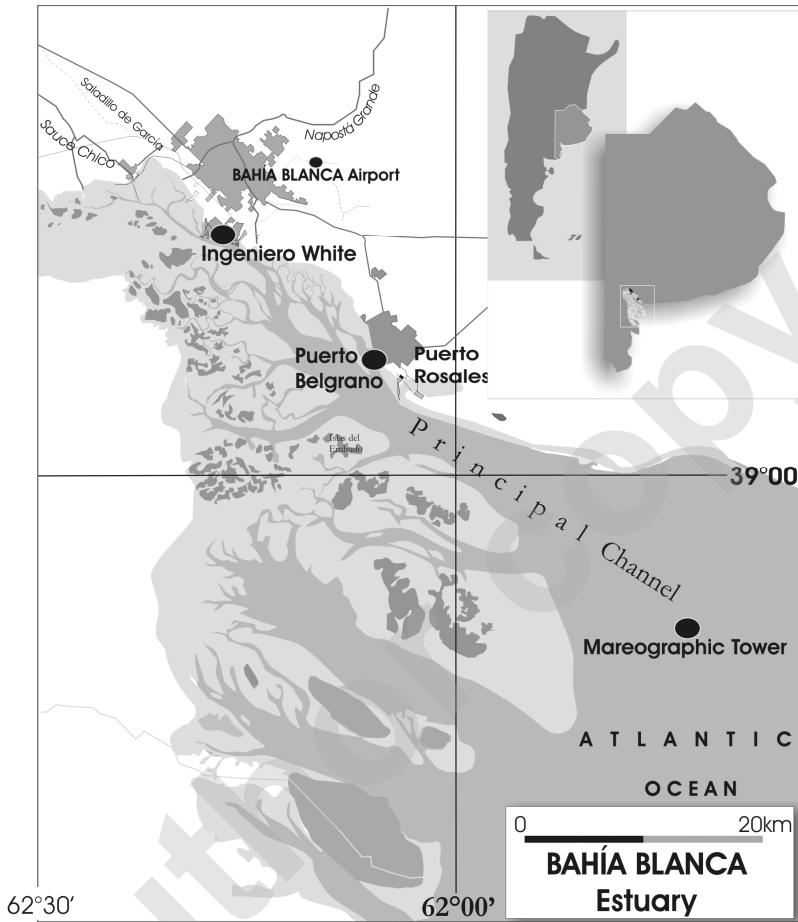 Saladillo de García
Sauce Chico
Napostá Grande
BAHÍA BLANCA Airport
Ingeniero White
Puerto
Belgrano
Puerto
Rosales
Islas del
Embudo
Principal Channel
39°00
Mareographic Tower
ATLANTIC
OCEAN
0 20km
BAHÍA BLANCA
Estuary
62°30'
62°00'